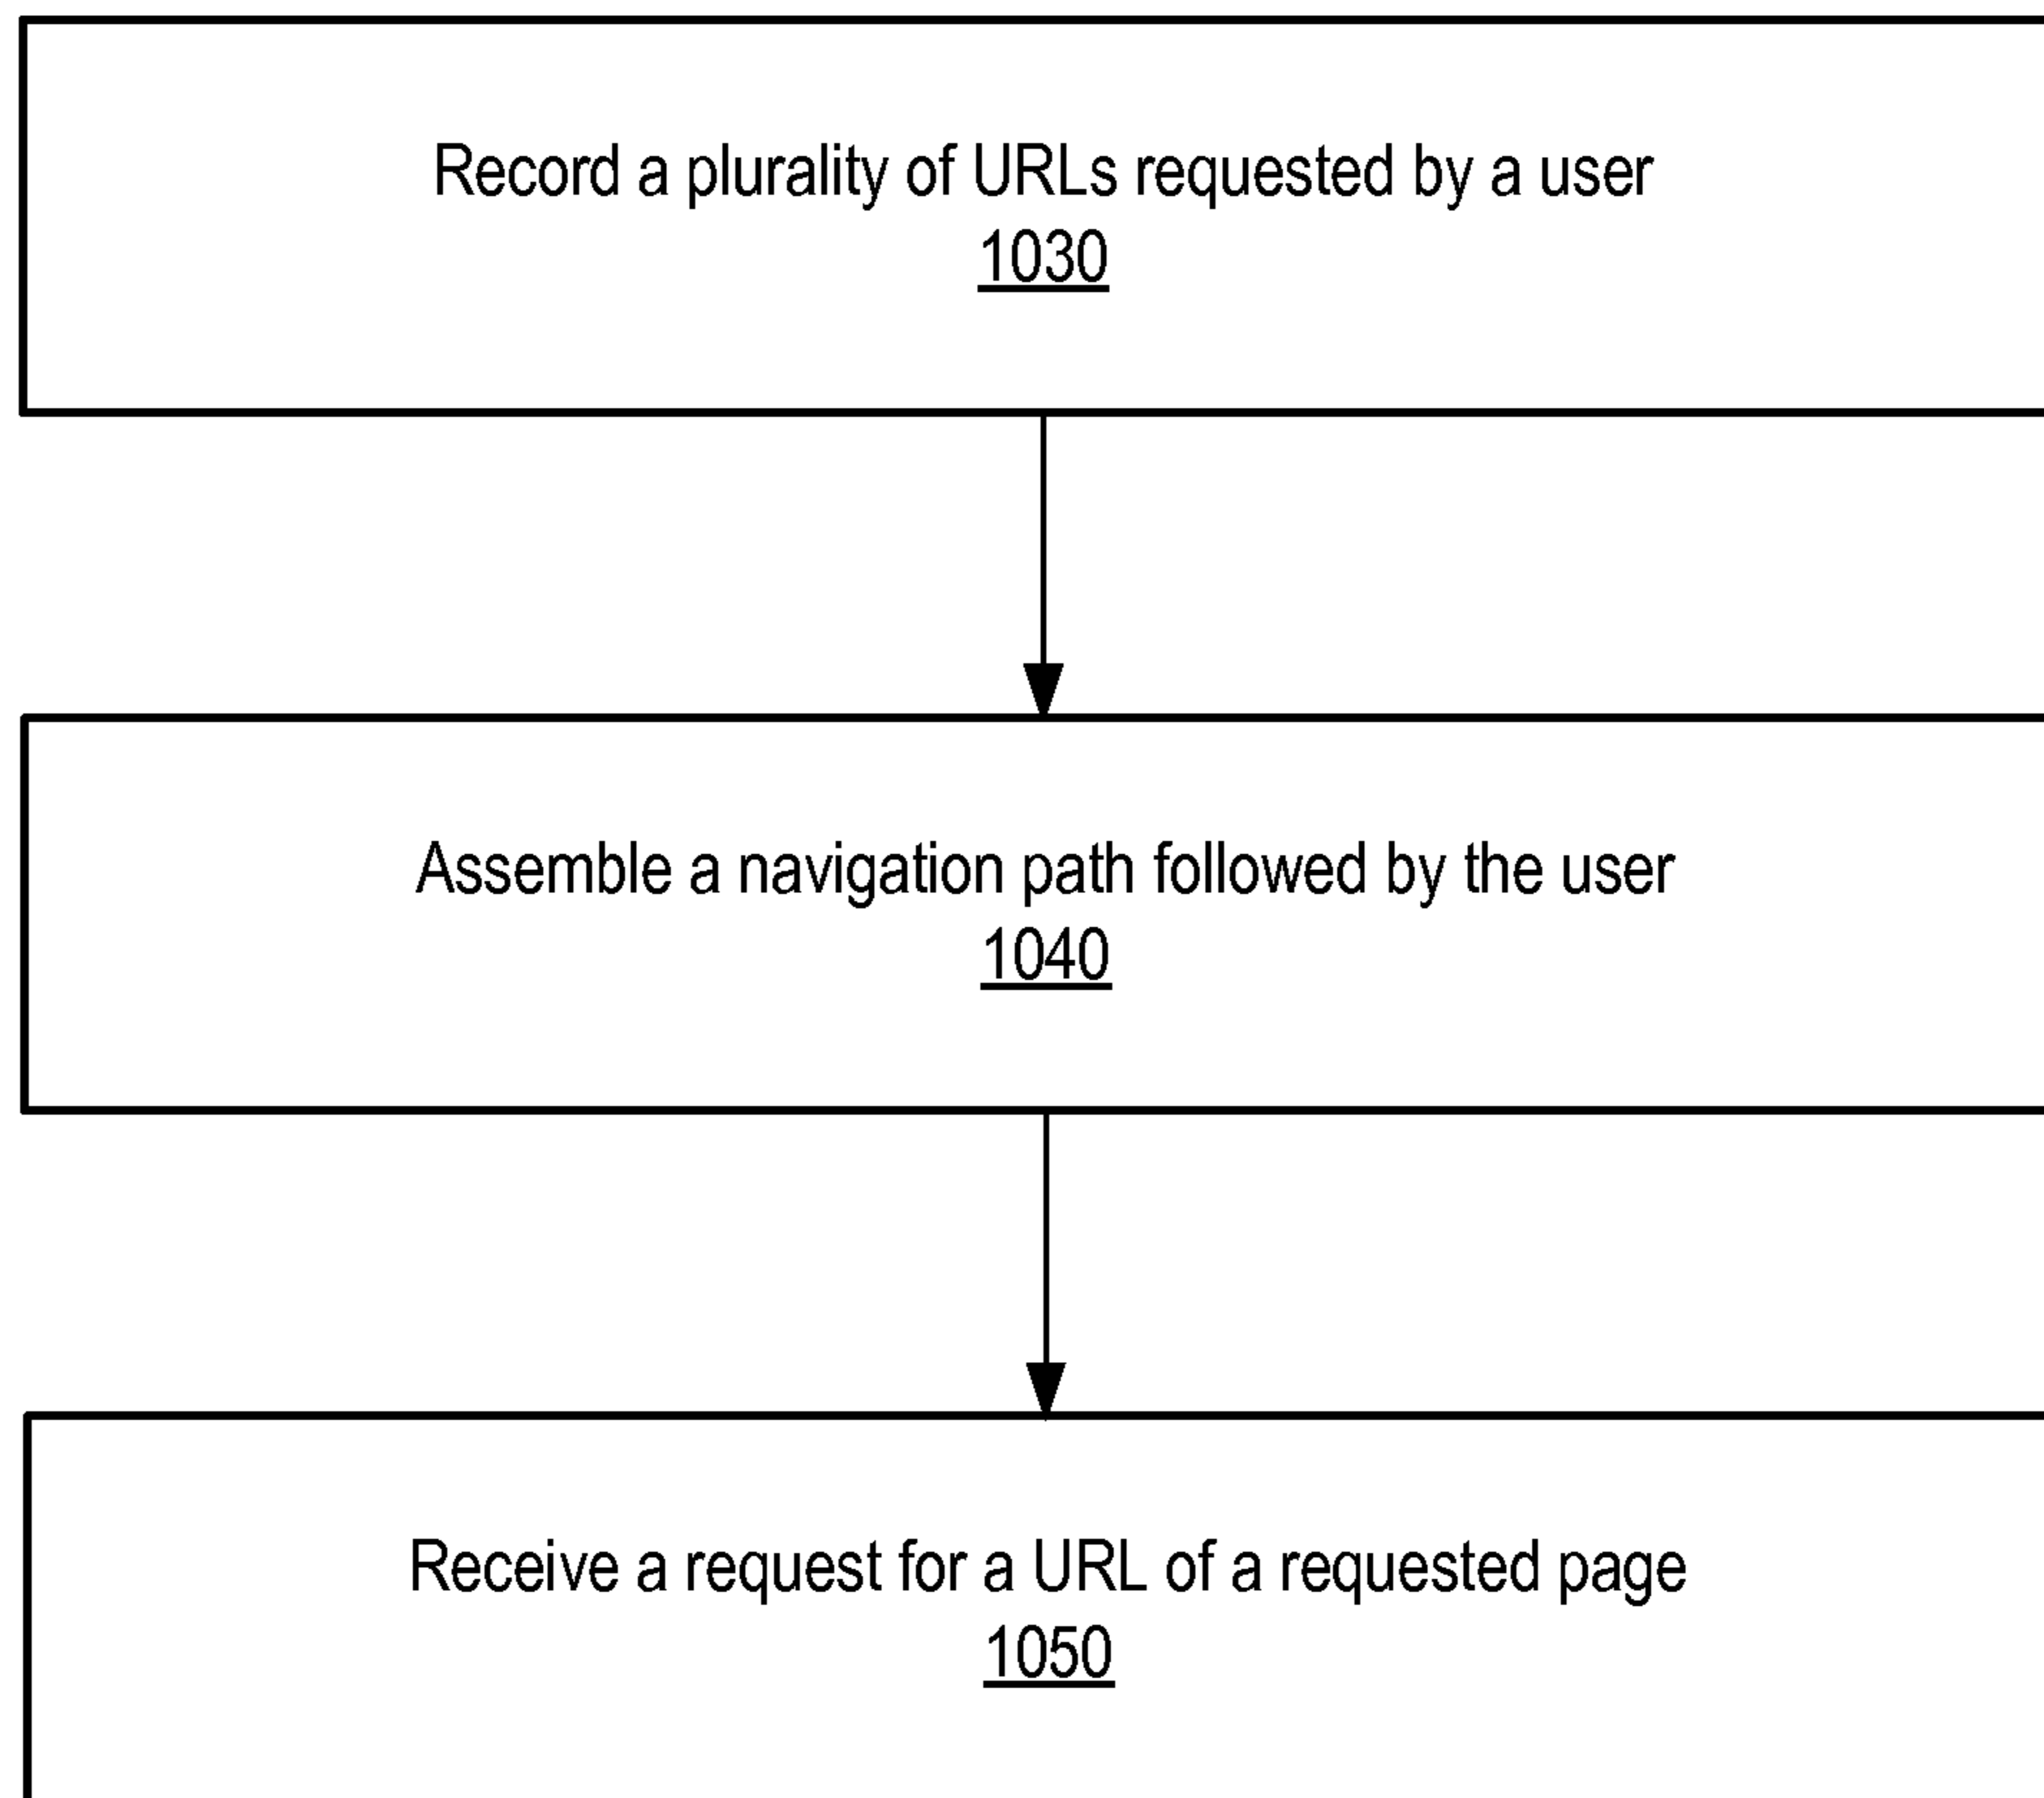 Record a plurality of URLs requested by a user
1030
Assemble a navigation path followed by the user
1040
Receive a request for a URL of a requested page
1050